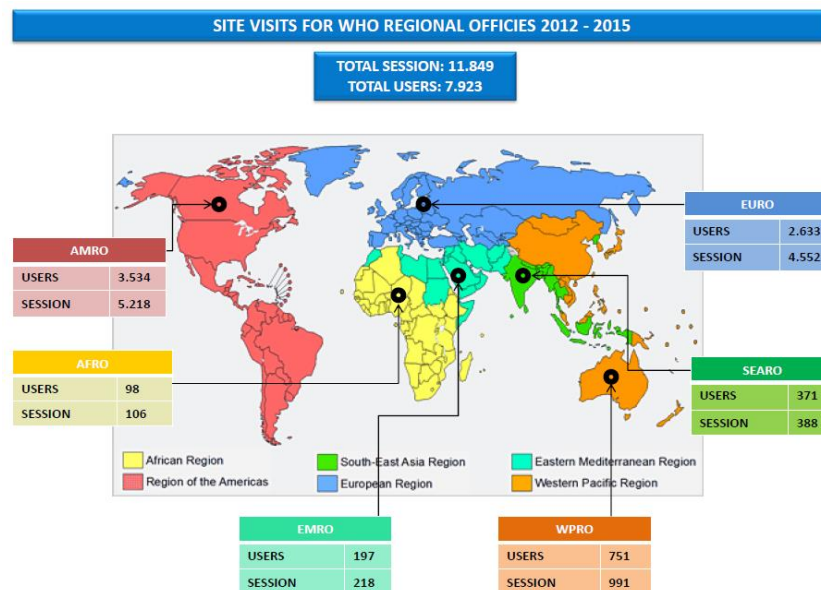 SITE VISITS FOR WHO REGIONAL OFFICIES 2012 - 2015
TOTAL SESSION: 11.849
TOTAL USERS: 7.923
EURO
USERS 2.633
SESSION 4.552
AMRO
USERS 3.534
SESSION 5.218
AFRO
USERS 98
SESSION 106
SEARO
USERS 371
SESSION 388
African Region
South-East Asia Region
Eastern Mediterranean Region
Region of the Americas
European Region
Western Pacific Region
EMRO
USERS 197
SESSION 218
WPRO
USERS 751
SESSION 991